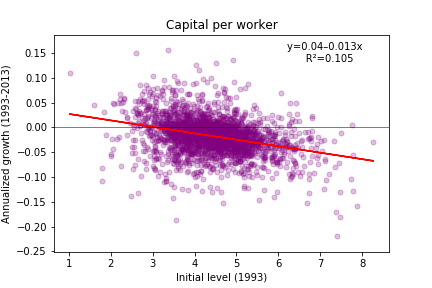 Capital per worker
y=0.04–0.013x
R²=0.105
Annualized growth (1993-2013)
0.15
0.10
0.05
0.00
−0.05
−0.10
−0.15
−0.20
−0.25
1 2 3 4 5 6 7 8
Initial level (1993)